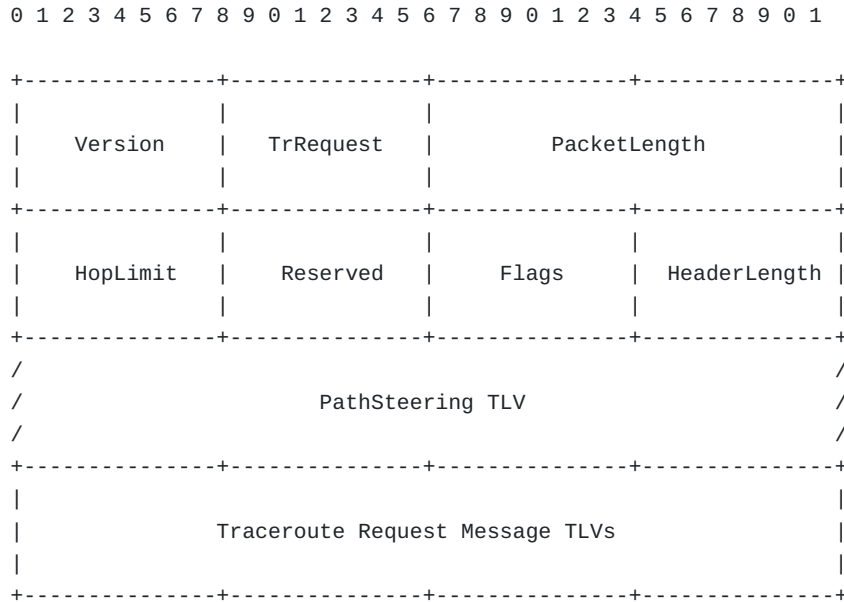 0 1 2 3 4 5 6 7 8 9 0 1 2 3 4 5 6 7 8 9 0 1 2 3 4 5 6 7 8 9 0 1
+---------------+---------------+---------------+---------------+
| | | |
| Version | TrRequest | PacketLength |
| | | |
+---------------+---------------+---------------+---------------+
| | | | |
| HopLimit | Reserved | Flags | HeaderLength |
| | | | |
+---------------+---------------+---------------+---------------+
/ /
/ PathSteering TLV /
/ /
+---------------+---------------+---------------+---------------+
| |
| Traceroute Request Message TLVs |
| |
+---------------+---------------+---------------+---------------+